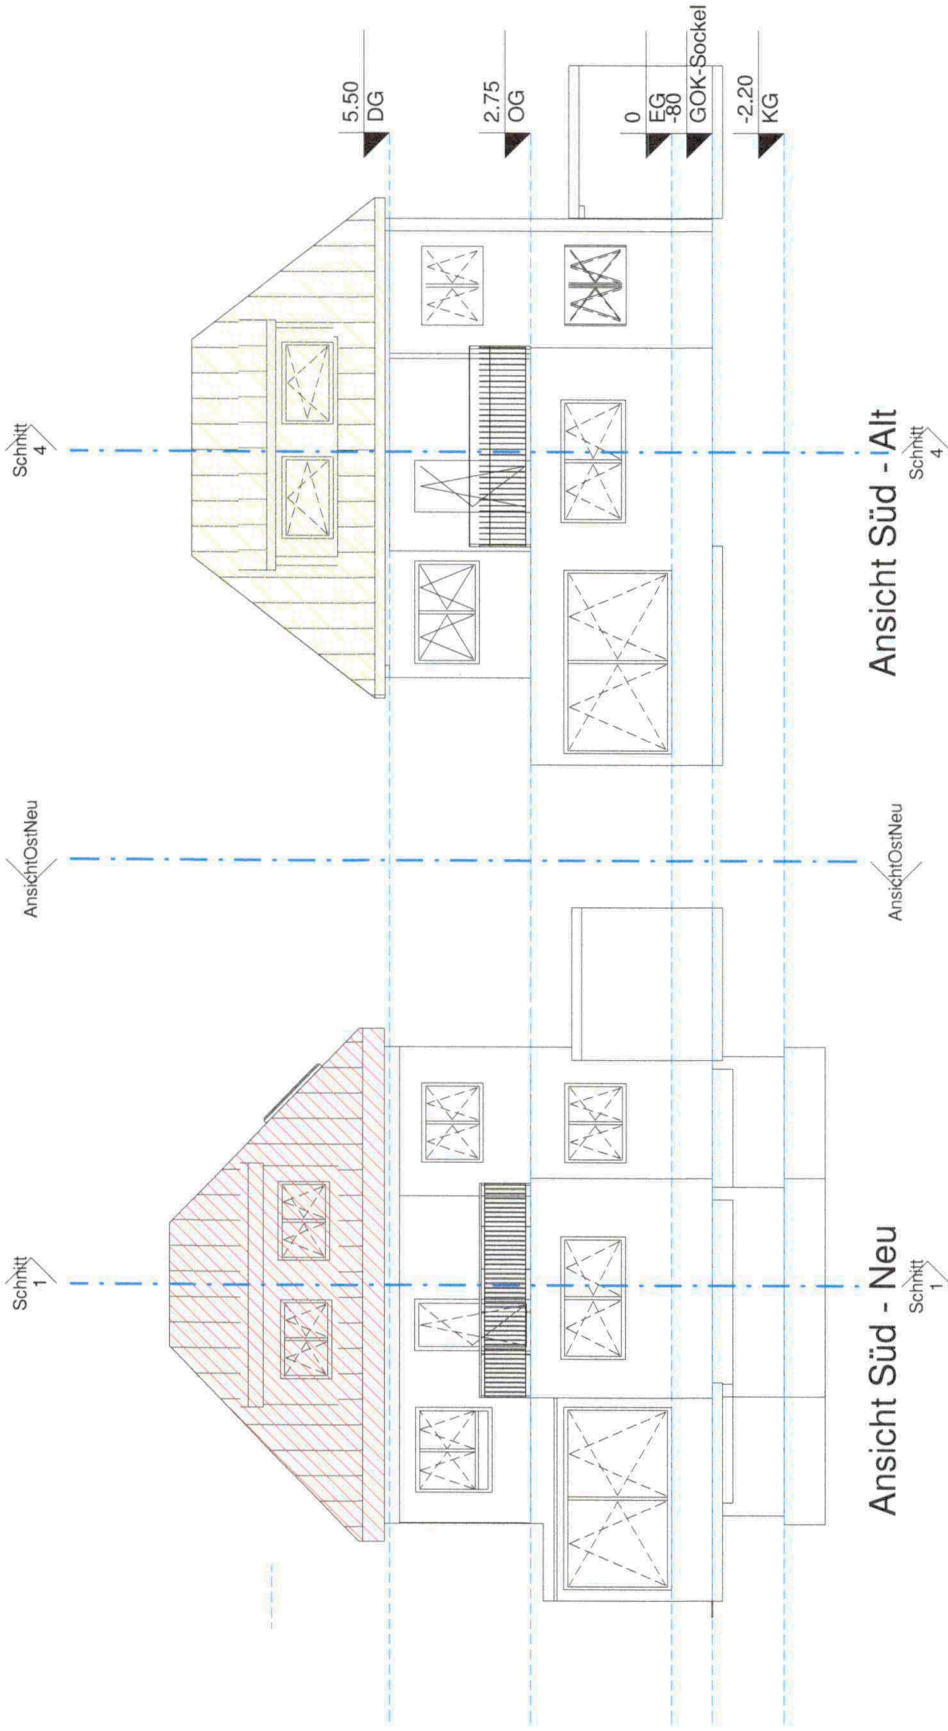 Schnitt
1
AnsichtOstNeu
Schnitt
4
5.50
DG
2.75
OG
0
EG
-80
GOK-Sockel
-2.20
KG
Ansicht Süd - Neu
Ansicht Süd - Alt
Schnitt
1
AnsichtOstNeu
Schnitt
4